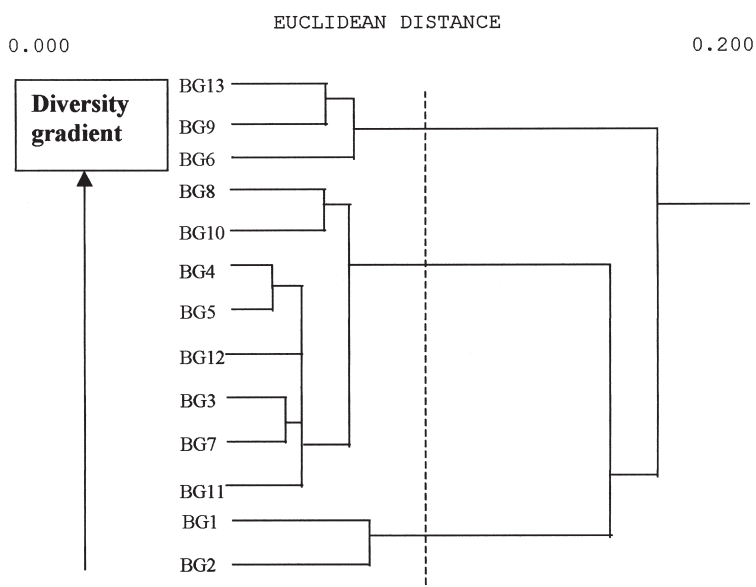 EUCLIDEAN DISTANCE
0.000
0.200
Diversity
gradient
BG13
BG9
BG6
BG8
BG10
BG4
BG5
BG12
BG3
BG7
BG11
BG1
BG2